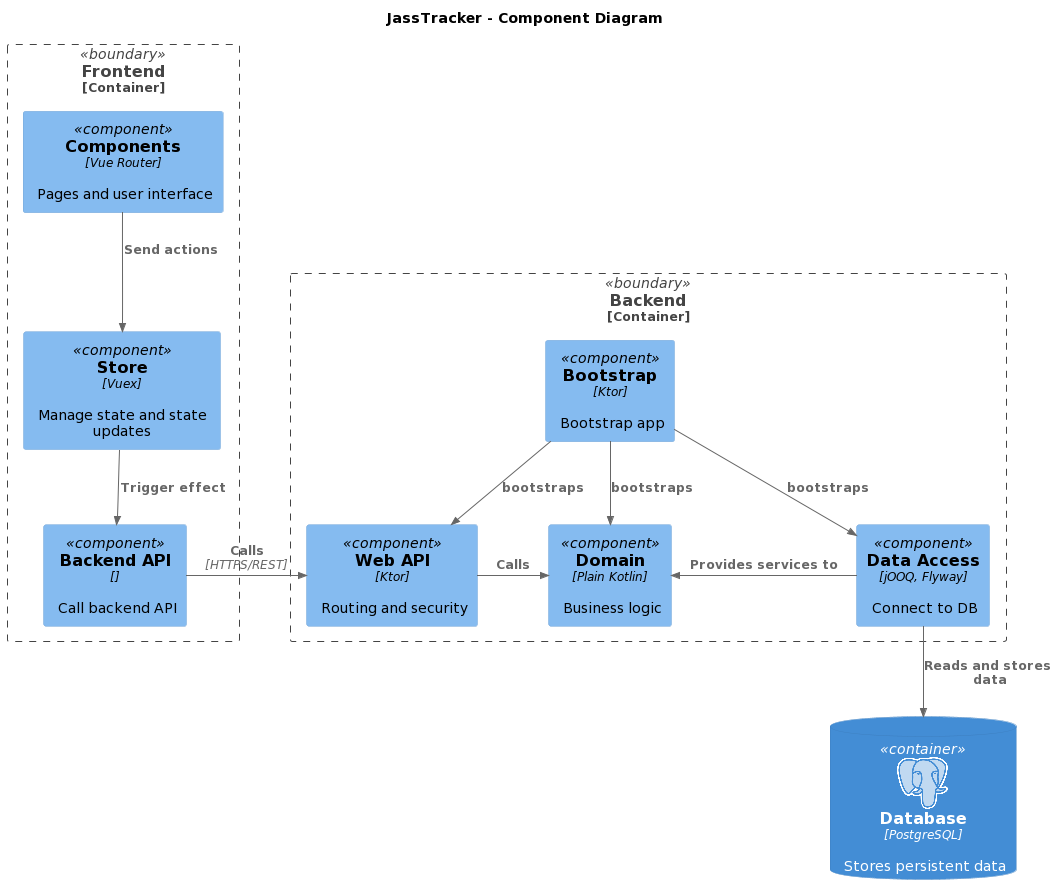 JassTracker - Component Diagram
«boundary»
Frontend
[Container]
«component»
Components
[Vue Router]
Pages and user interface
Send actions
«component»
Store
[Vuex]
Manage state and state
updates
Trigger effect
«component»
Backend API
[]
Call backend API
Calls
[HTTPS/REST]
«boundary»
Backend
[Container]
«component»
Bootstrap
[Ktor]
Bootstrap app
bootstraps
bootstraps
bootstraps
«component»
Web API
[Ktor]
Routing and security
Calls
«component»
Domain
[Plain Kotlin]
Business logic
Provides services to
«component»
Data Access
[jOOQ, Flyway]
Connect to DB
Reads and stores
data
«container»
Database
[PostgreSQL]
Stores persistent data